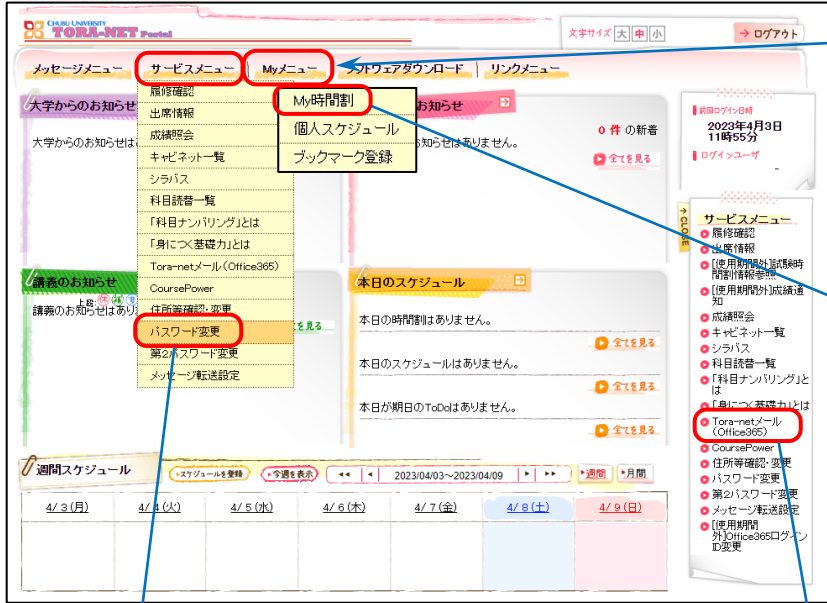 CHUBU UNIVERSITY
TORA-NET Portal
文字サイズ 大 中 小
→ ログアウト
メッセージメニュー
サービスメニュー
Myメニュー
ソフトウェアダウンロード
リンクメニュー
履修確認
出席情報
成績照会
キャビネット一覧
シラバス
科目読替一覧
「科目ナンバリング」とは
「身につく基礎力」とは
Tora-netメール(Office365)
CoursePower
住所等確認・変更
パスワード変更
第2パスワード変更
メッセージ転送設定
My時間割
個人スケジュール
ブックマーク登録
大学からのお知らせ
大学からのお知らせは
お知らせ
0 件 の新着
お知らせはありません。
全てを見る
前回ログイン日時
2023年4月3日
11時55分
ログインユーザ
-
講義のお知らせ
講義のお知らせはあり
を見る
本日のスケジュール
本日の時間割はありません。
全てを見る
本日のスケジュールはありません。
全てを見る
本日が期日のToDoはありません。
全てを見る
CLOSE
サービスメニュー
履修確認
出席情報
[使用期間外]試験時
間割情報参照
[使用期間外]成績通
知
成績照会
キャビネット一覧
シラバス
科目読替一覧
「科目ナンバリング」と
は
「身につく基礎力」とは
Tora-netメール
(Office365)
CoursePower
住所等確認・変更
パスワード変更
第2パスワード変更
メッセージ転送設定
[使用期間
外]Office365ログイン
ID変更
週間スケジュール
スケジュールを登録
今週を表示
2023/04/03～2023/04/09
週間
月間
4/ 3 (月)
4/ 4 (火)
4/ 5 (水)
4/ 6 (木)
4/ 7 (金)
4/ 8 (土)
4/ 9 (日)